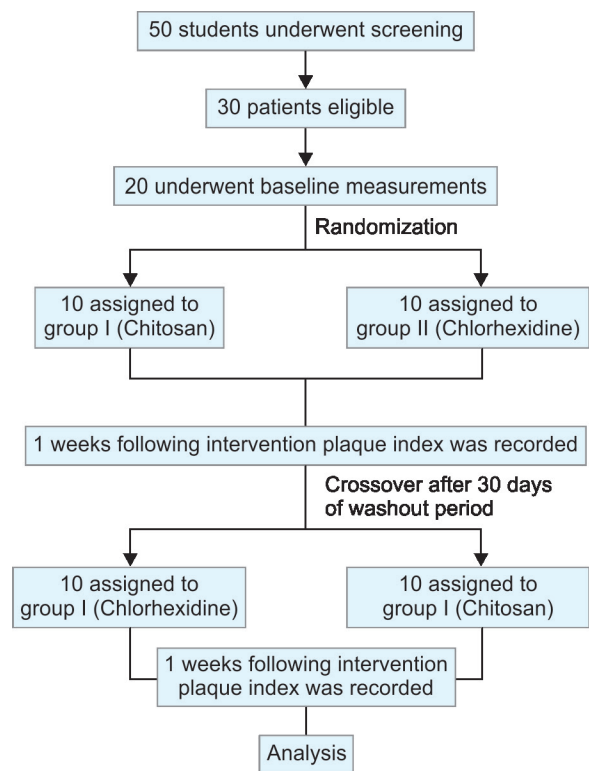 50 students underwent screening
30 patients eligible
20 underwent baseline measurements
Randomization
10 assigned to
group I (Chitosan)
10 assigned to
group II (Chlorhexidine)
1 weeks following intervention plaque index was recorded
Crossover after 30 days
of washout period
10 assigned to
group I (Chlorhexidine)
10 assigned to
group I (Chitosan)
1 weeks following intervention
plaque index was recorded
Analysis